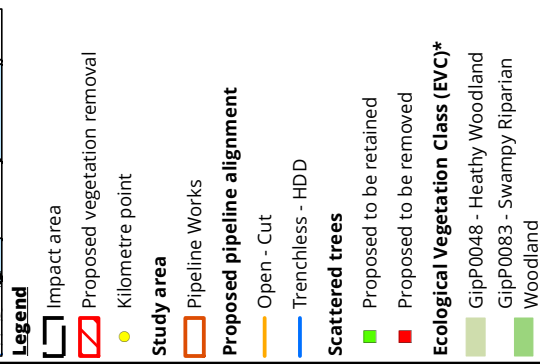 Legend
Impact area
Proposed vegetation removal
Kilometre point
Study area
Pipeline Works
Proposed pipeline alignment
Open - Cut
Trenchless - HDD
Scattered trees
Proposed to be retained
Proposed to be removed
Ecological Vegetation Class (EVC)*
GipP0048 - Heathy Woodland
GipP0083 - Swampy Riparian
Woodland